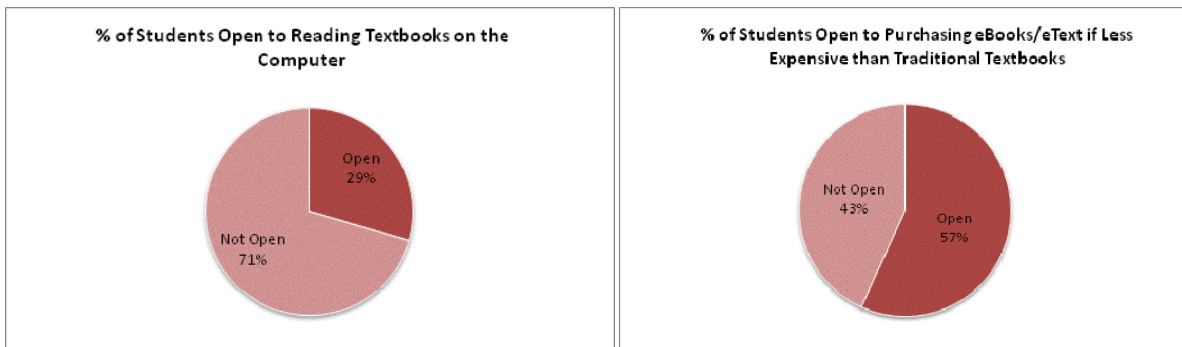 % of Students Open to Reading Textbooks on the
Computer
Open
29%
Not Open
71%
% of Students Open to Purchasing eBooks/eText if Less
Expensive than Traditional Textbooks
Not Open
43%
Open
57%